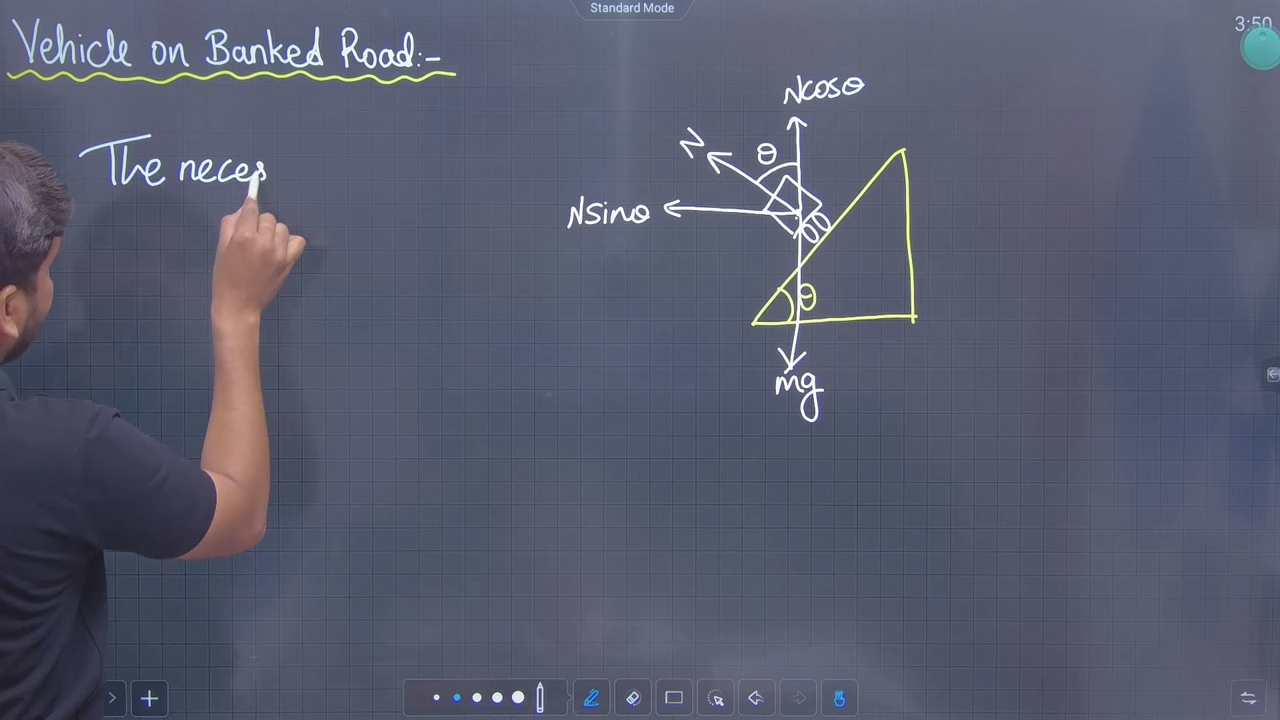 Standard Mode
3:50
Vehicle on Banked Road:-
The neces
Ncosθ
N
θ
Nsinθ
θ
mg